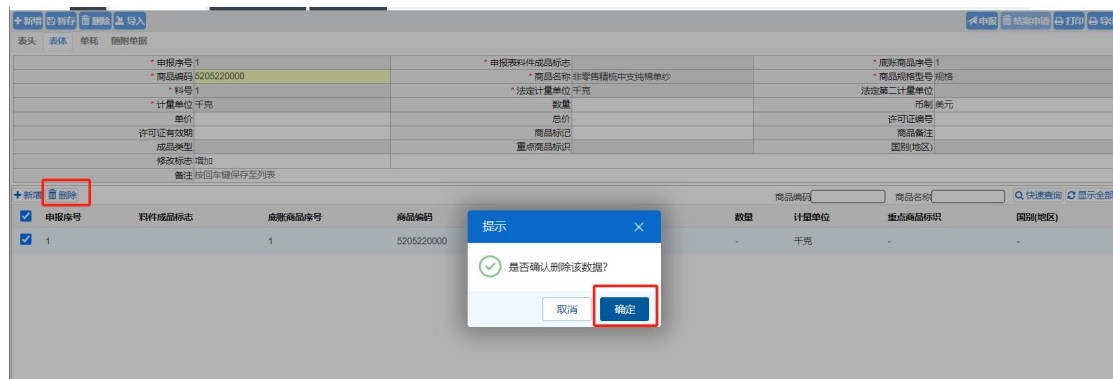 +新增 暂存 删除 导入 申报 结案申请 打印 导
表头 表体 单耗 随附单据
* 申报序号 1 * 申报表料件成品标志 * 底账商品序号 1
* 商品编码 5205220000 * 商品名称 非零售精梳中支纯棉单纱 * 商品规格型号 规格
* 料号 1 * 法定计量单位 千克 法定第二计量单位
* 计量单位 千克 数量 币制 美元
单价 总价 许可证编号
许可证有效期 商品标记 商品备注
成品类型 重点商品标识 国别(地区)
修改标志 增加
备注 按回车键保存至列表
+新增 删除 商品编码 商品名称 快速查询 显示全部
申报序号 料件成品标志 底账商品序号 商品编码 数量 计量单位 重点商品标识 国别(地区)
1 1 5205220000 - 千克 - -
提示 ×
是否确认删除该数据?
取消 确定